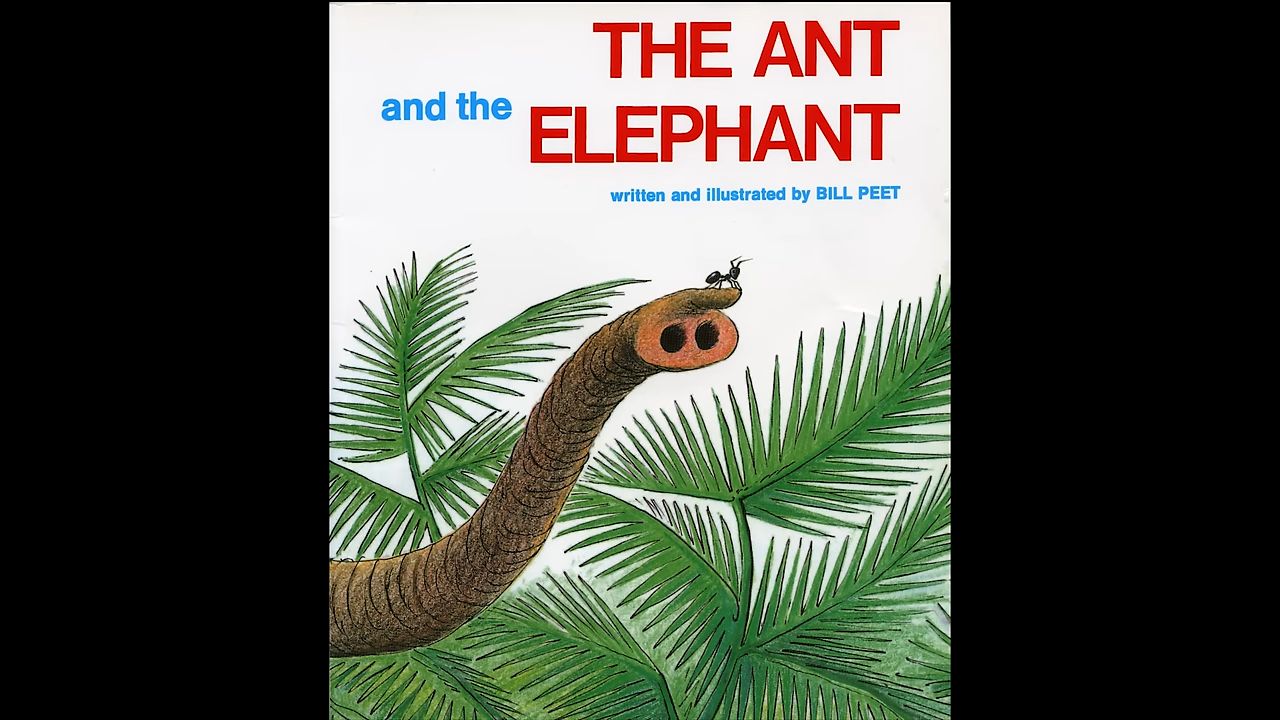 THE ANT
and the ELEPHANT
written and illustrated by BILL PEET